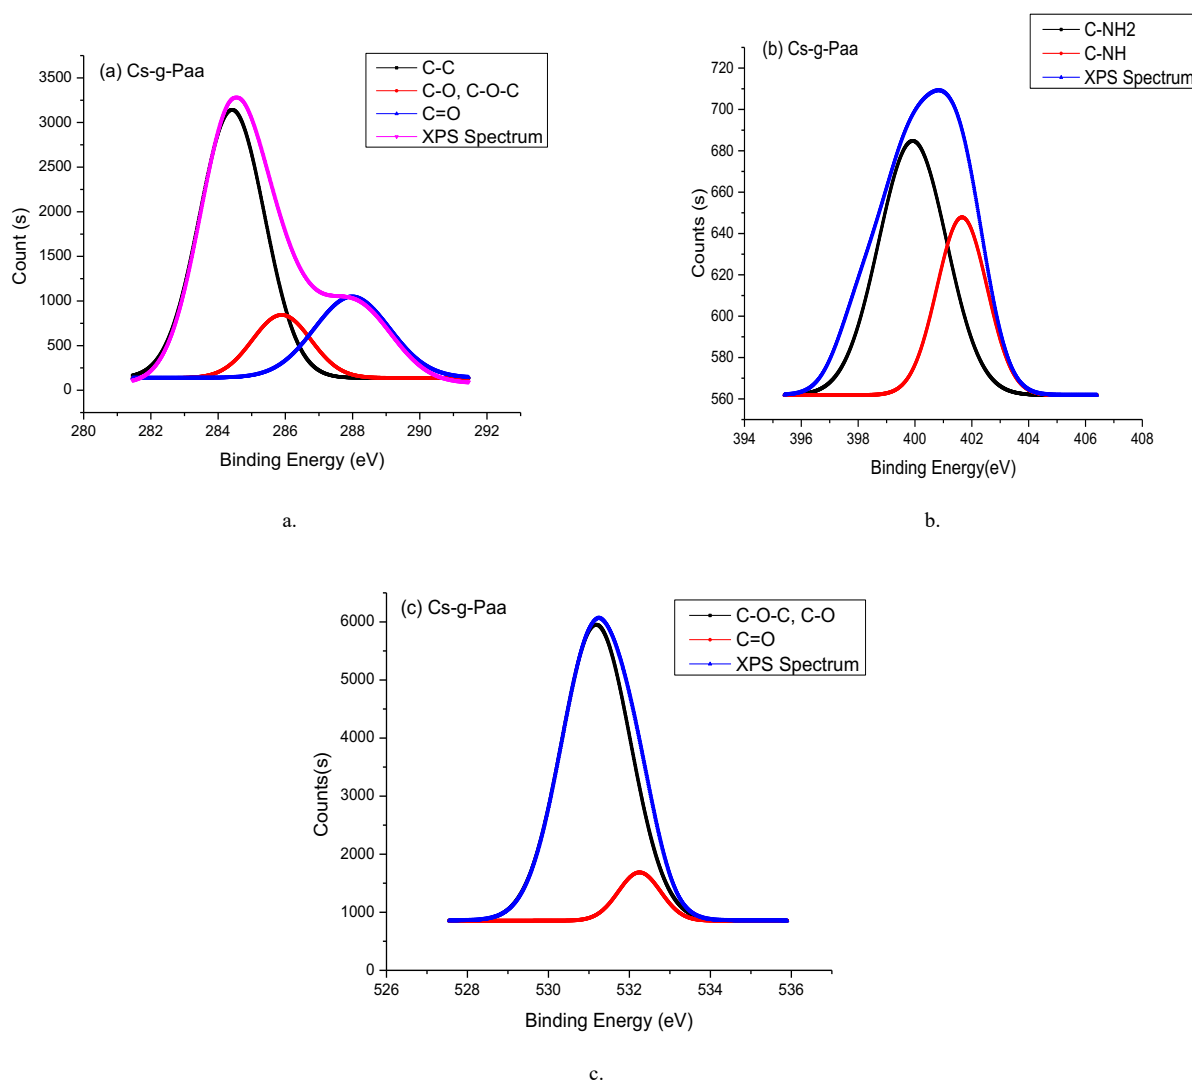 (a) Cs-g-Paa
C-C
C-O, C-O-C
C=O
XPS Spectrum
3500
3000
2500
2000
1500
1000
500
0
Count (s)
280 282 284 286 288 290 292
Binding Energy (eV)
a.
(b) Cs-g-Paa
C-NH2
C-NH
XPS Spectrum
720
700
680
660
640
620
600
580
560
Counts (s)
394 396 398 400 402 404 406 408
Binding Energy(eV)
b.
(c) Cs-g-Paa
C-O-C, C-O
C=O
XPS Spectrum
6000
5000
4000
3000
2000
1000
0
Counts(s)
526 528 530 532 534 536
Binding Energy (eV)
c.